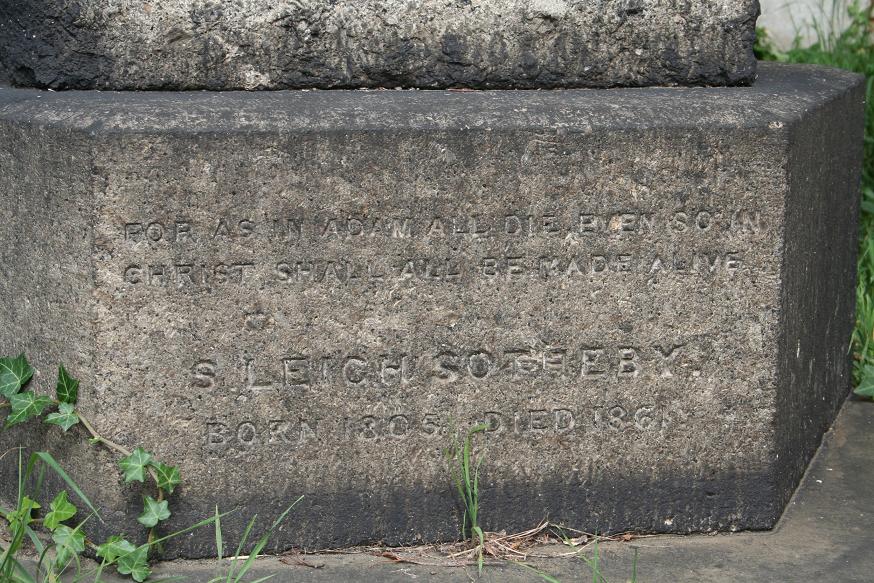 FOR AS IN ADAM ALL DIE, EVEN SO IN
CHRIST SHALL ALL BE MADE ALIVE.
S. LEIGH SOTHEBY.
BORN 1805. DIED 1861.